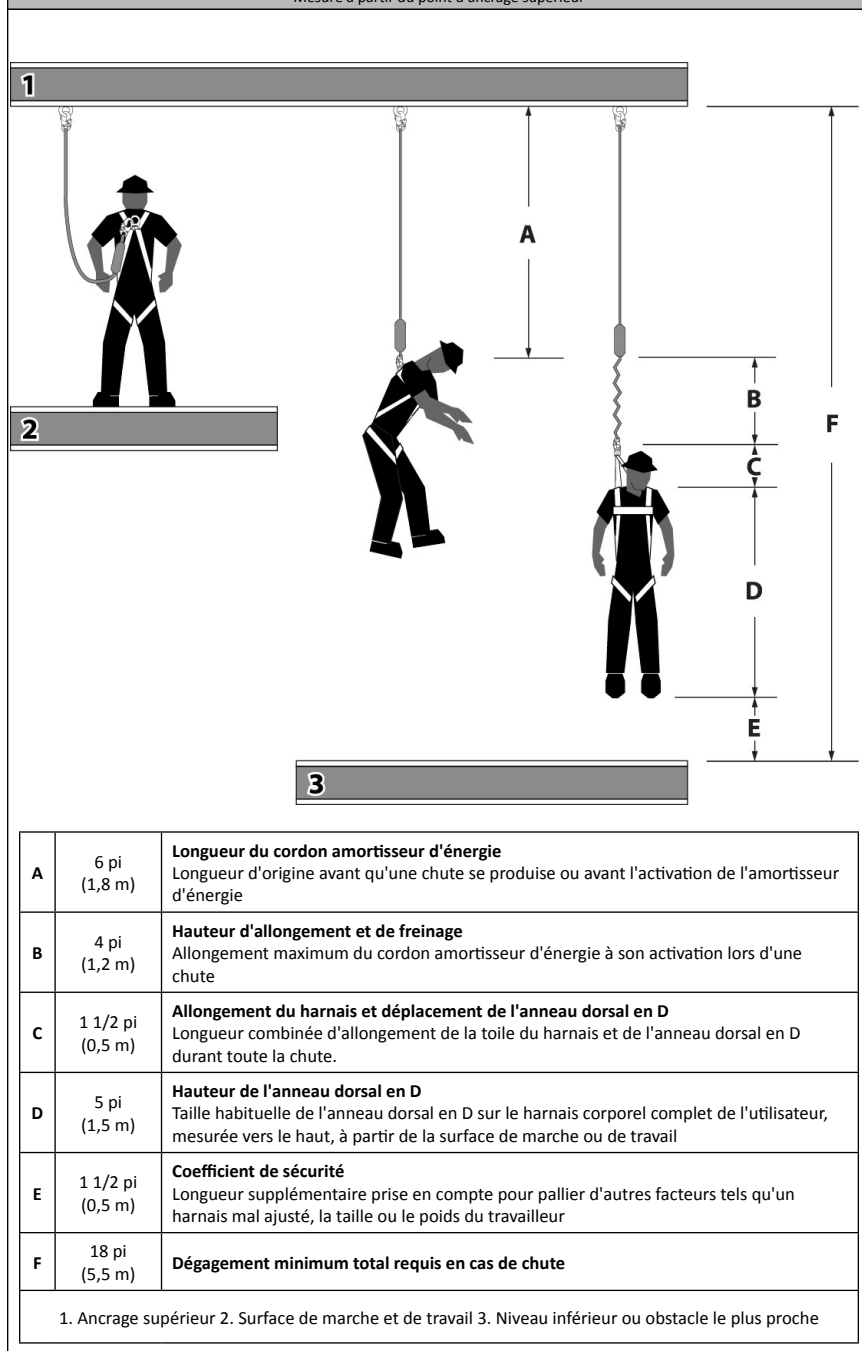 Mesuré à partir du point d'ancrage supérieur
1
A
B
2
F
C
D
E
3
A
6 pi
(1,8 m)
Longueur du cordon amortisseur d'énergie
Longueur d'origine avant qu'une chute se produise ou avant l'activation de l'amortisseur
d'énergie
B
4 pi
(1,2 m)
Hauteur d'allongement et de freinage
Allongement maximum du cordon amortisseur d'énergie à son activation lors d'une
chute
C
1 1/2 pi
(0,5 m)
Allongement du harnais et déplacement de l'anneau dorsal en D
Longueur combinée d'allongement de la toile du harnais et de l'anneau dorsal en D
durant toute la chute.
D
5 pi
(1,5 m)
Hauteur de l'anneau dorsal en D
Taille habituelle de l'anneau dorsal en D sur le harnais corporel complet de l'utilisateur,
mesurée vers le haut, à partir de la surface de marche ou de travail
E
1 1/2 pi
(0,5 m)
Coefficient de sécurité
Longueur supplémentaire prise en compte pour pallier d'autres facteurs tels qu'un
harnais mal ajusté, la taille ou le poids du travailleur
F
18 pi
(5,5 m)
Dégagement minimum total requis en cas de chute
1. Ancrage supérieur 2. Surface de marche et de travail 3. Niveau inférieur ou obstacle le plus proche